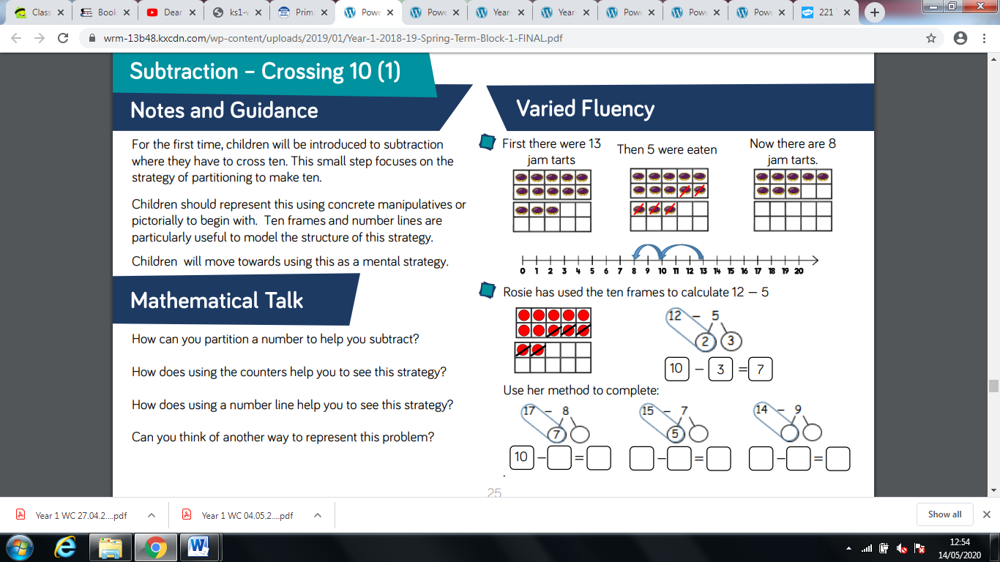 Class
Book
Dear
ks1-v
Prima
Powe
Powe
Year-
Year-
Powe
Powe
Powe
221
wrm-13b48.kxcdn.com/wp-content/uploads/2019/01/Year-1-2018-19-Spring-Term-Block-1-FINAL.pdf
Subtraction – Crossing 10 (1)
Notes and Guidance
For the first time, children will be introduced to subtraction
where they have to cross ten. This small step focuses on the
strategy of partitioning to make ten.
Children should represent this using concrete manipulatives or
pictorially to begin with. Ten frames and number lines are
particularly useful to model the structure of this strategy.
Children will move towards using this as a mental strategy.
Mathematical Talk
How can you partition a number to help you subtract?
How does using the counters help you to see this strategy?
How does using a number line help you to see this strategy?
Can you think of another way to represent this problem?
Varied Fluency
First there were 13
jam tarts
Then 5 were eaten
Now there are 8
jam tarts.
0 1 2 3 4 5 6 7 8 9 10 11 12 13 14 15 16 17 18 19 20
Rosie has used the ten frames to calculate 12 – 5
12 – 5
2 3
10 – 3 = 7
Use her method to complete:
17 – 8
7
10 – =
15 – 7
5
– =
14 – 9
– =
25
Year 1 WC 27.04.2....pdf
Year 1 WC 04.05.2....pdf
Show all
12:54
14/05/2020